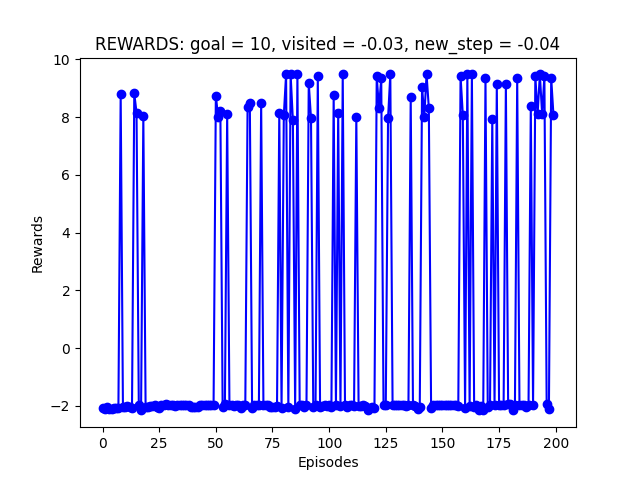 REWARDS: goal = 10, visited = -0.03, new_step = -0.04
10
8
6
4
2
0
−2
Rewards
0 25 50 75 100 125 150 175 200
Episodes